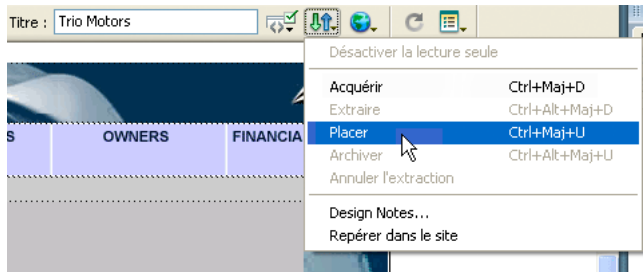 Titre : Trio Motors
Désactiver la lecture seule
Acquérir Ctrl+Maj+D
Extraire Ctrl+Alt+Maj+D
Placer Ctrl+Maj+U
Archiver Ctrl+Alt+Maj+U
Annuler l'extraction
Design Notes...
Repérer dans le site
S OWNERS FINANCIA